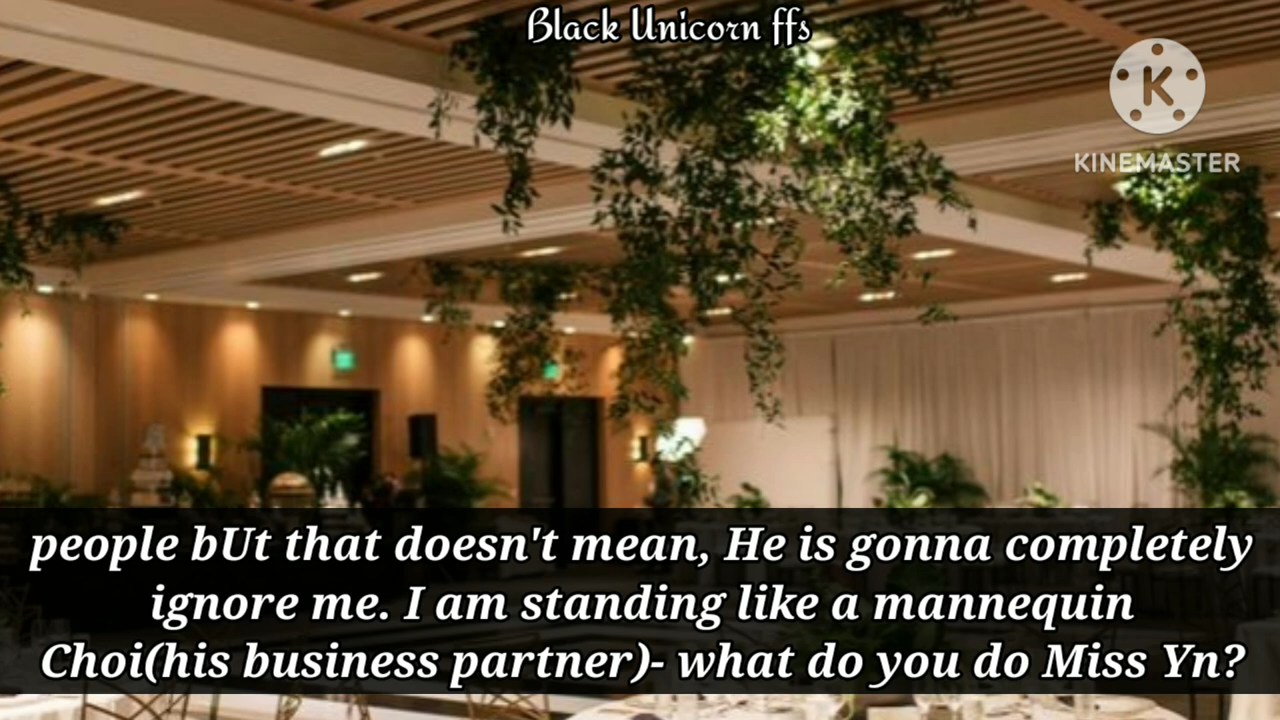 Black Unicorn ffs
K
KINEMASTER
people bUt that doesn't mean, He is gonna completely
ignore me. I am standing like a mannequin
Choi(his business partner)- what do you do Miss Yn?